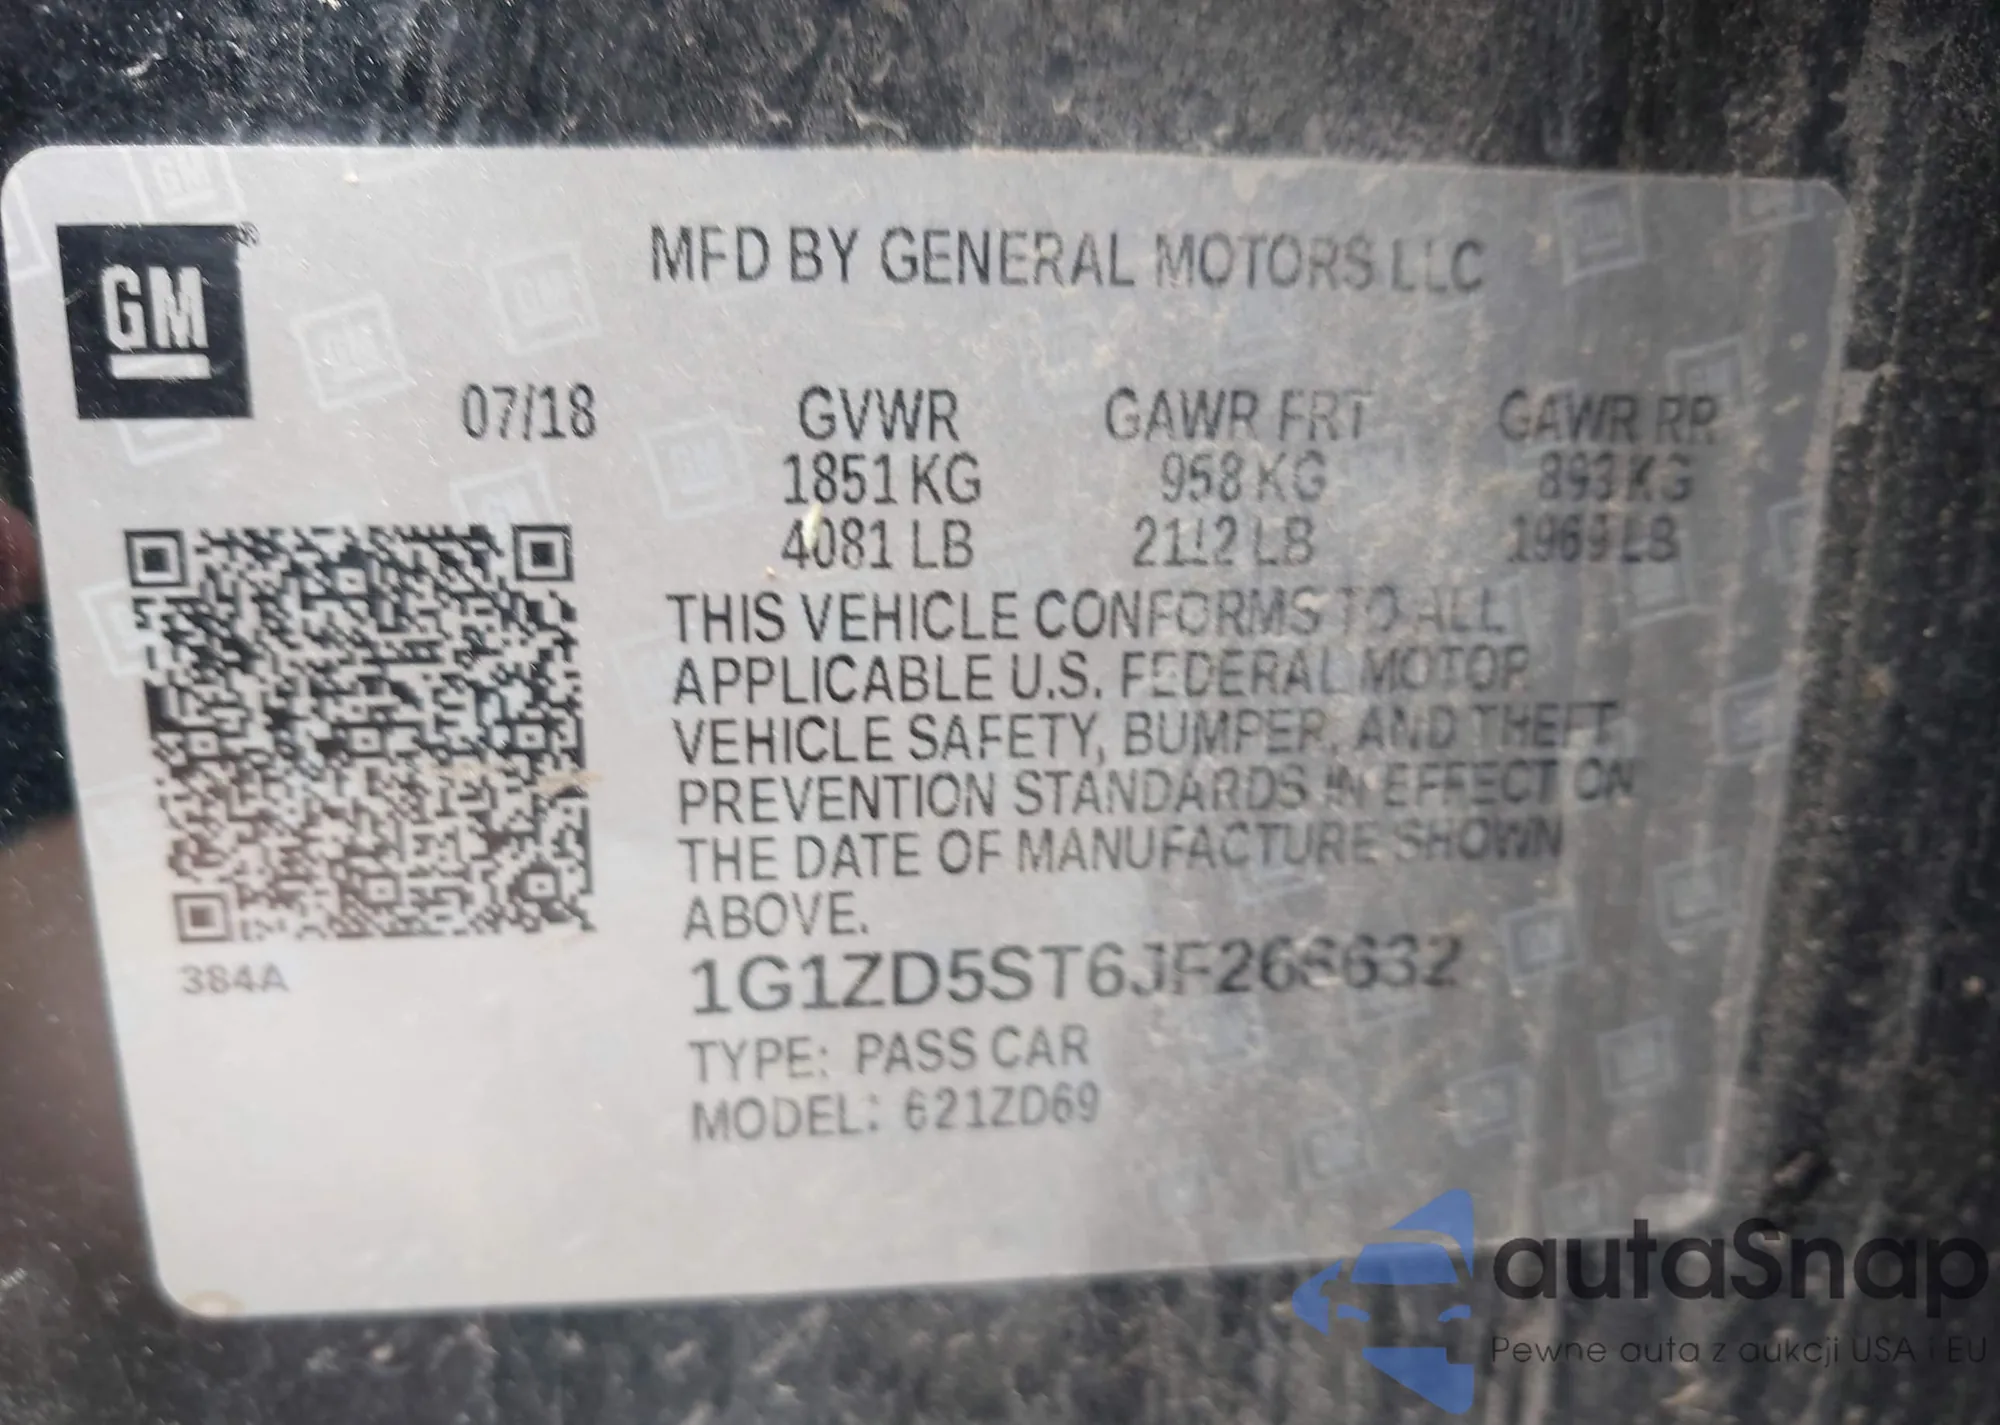 GM
MFD BY GENERAL MOTORS LLC
07/18 GVWR GAWR FRT GAWR RR
1851 KG 958 KG 893 KG
4081 LB 2112 LB 1969 LB
THIS VEHICLE CONFORMS TO ALL
APPLICABLE U.S. FEDERAL MOTOR
VEHICLE SAFETY, BUMPER, AND THEFT
PREVENTION STANDARDS IN EFFECT ON
THE DATE OF MANUFACTURE SHOWN
ABOVE.
384A
1G1ZD5ST6JF266632
TYPE: PASS CAR
MODEL: 621ZD69
autaSnap
Pewne auta z aukcji USA i EU